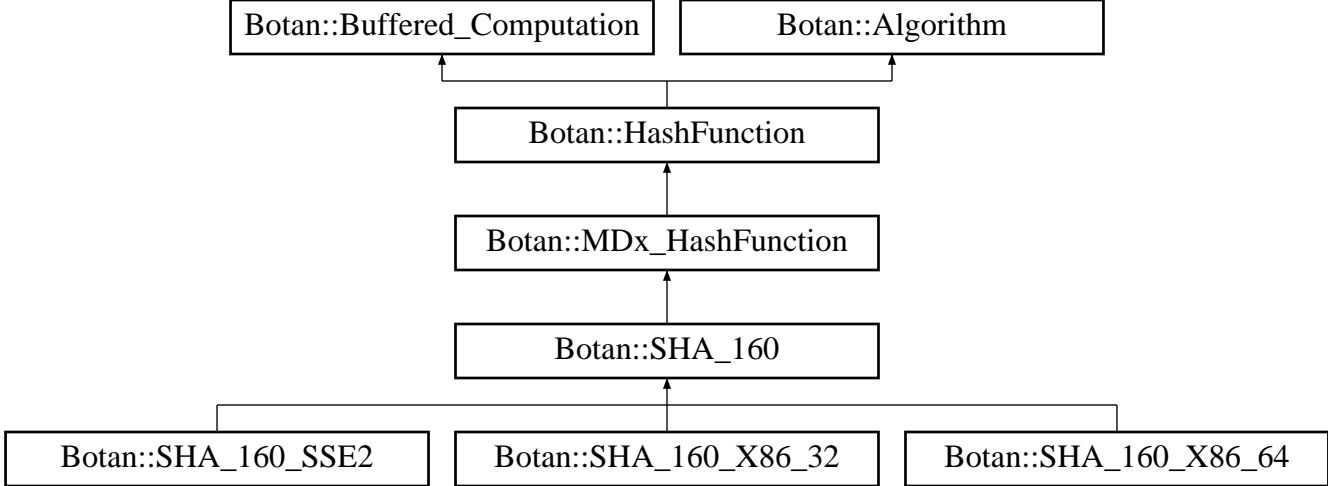 Botan::Buffered_Computation
Botan::Algorithm
Botan::HashFunction
Botan::MDx_HashFunction
Botan::SHA_160
Botan::SHA_160_SSE2
Botan::SHA_160_X86_32
Botan::SHA_160_X86_64